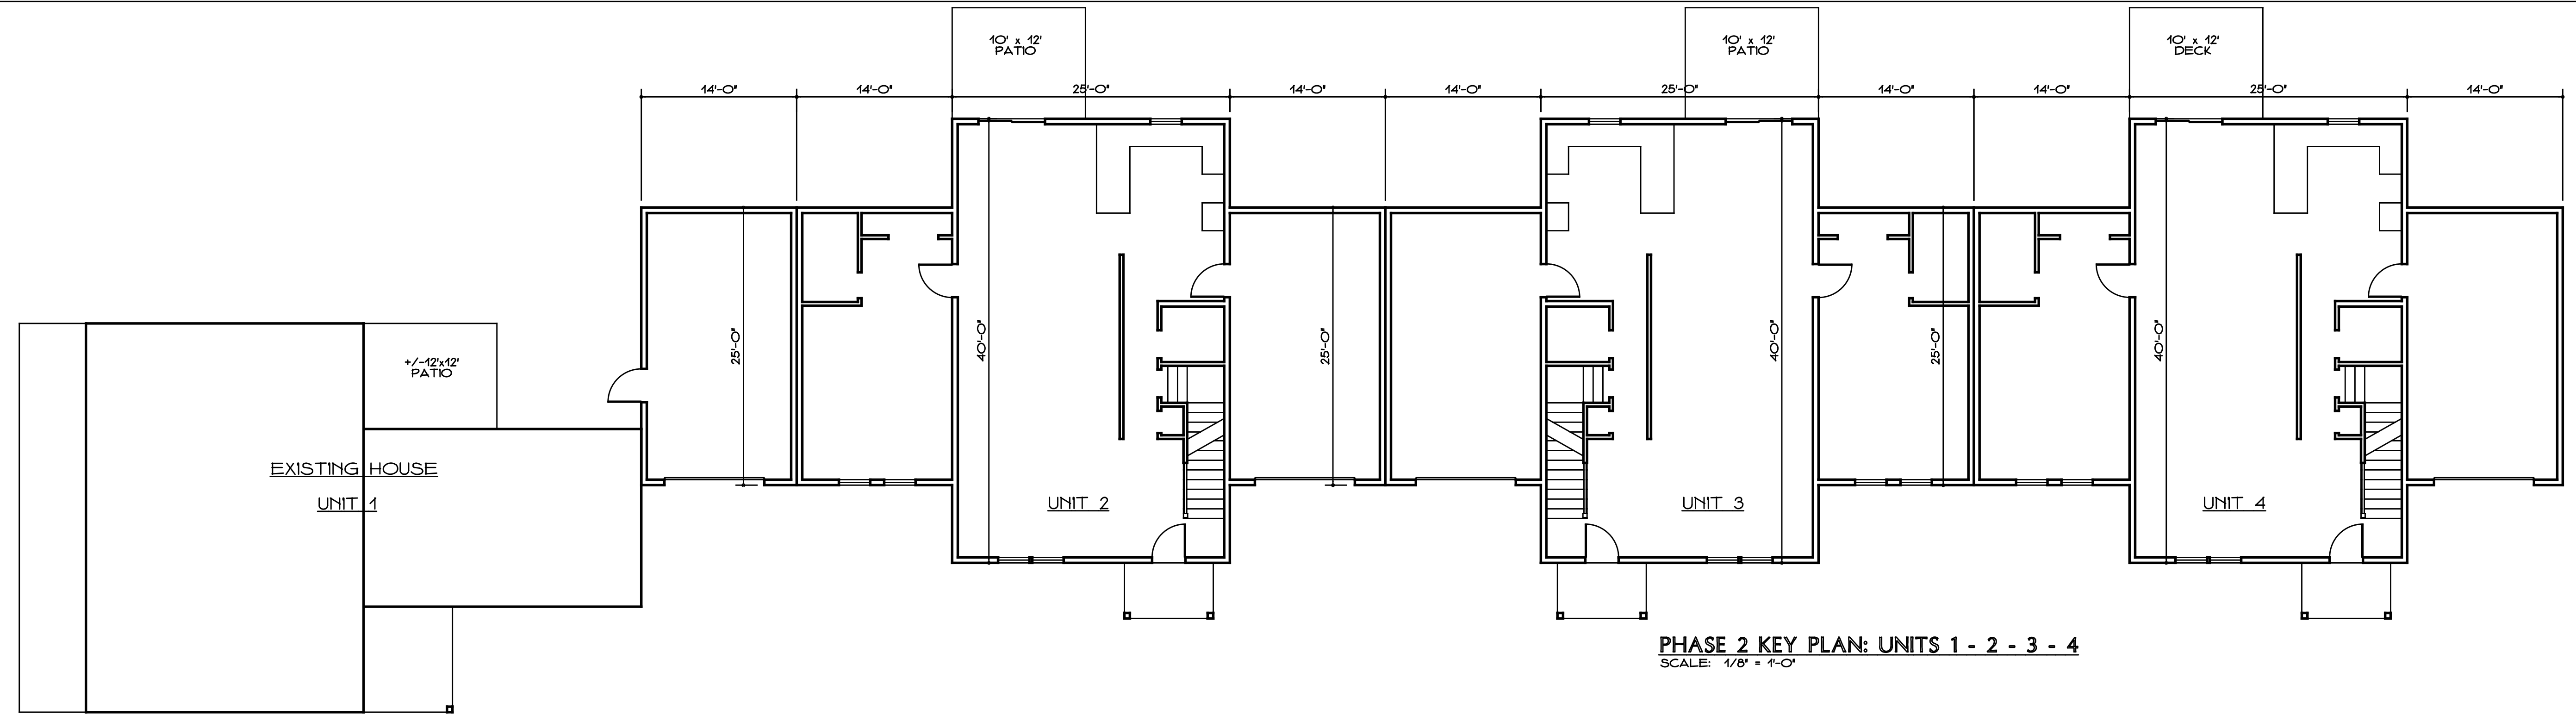 10' x 12'
PATIO
10' x 12'
PATIO
10' x 12'
DECK
14'-0"
14'-0"
25'-0"
14'-0"
14'-0"
25'-0"
14'-0"
14'-0"
25'-0"
14'-0"
25'-0"
40'-0"
25'-0"
40'-0"
25'-0"
40'-0"
+/-12'x12'
PATIO
EXISTING HOUSE
UNIT 1
UNIT 2
UNIT 3
UNIT 4
PHASE 2 KEY PLAN: UNITS 1 - 2 - 3 - 4
SCALE: 1/8" = 1'-0"